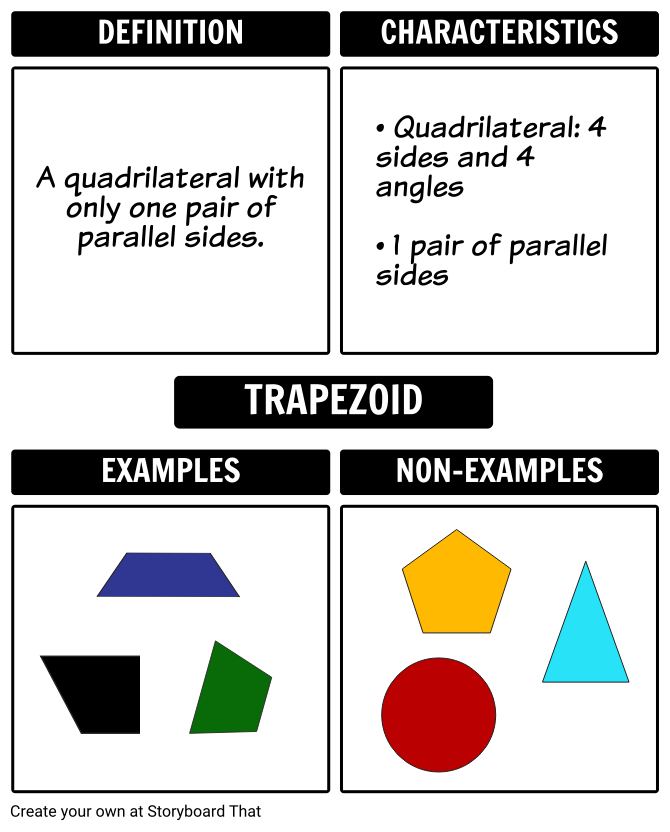 DEFINITION
A quadrilateral with
only one pair of
parallel sides.
CHARACTERISTICS
• Quadrilateral: 4
sides and 4
angles
• 1 pair of parallel
sides
TRAPEZOID
EXAMPLES
NON-EXAMPLES
Create your own at Storyboard That